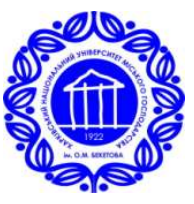 ХАРКІВСЬКИЙ НАЦІОНАЛЬНИЙ УНІВЕРСИТЕТ МІСЬКОГО ГОСПОДАРСТВА
1922
ім. О.М. БЕКЕТОВА